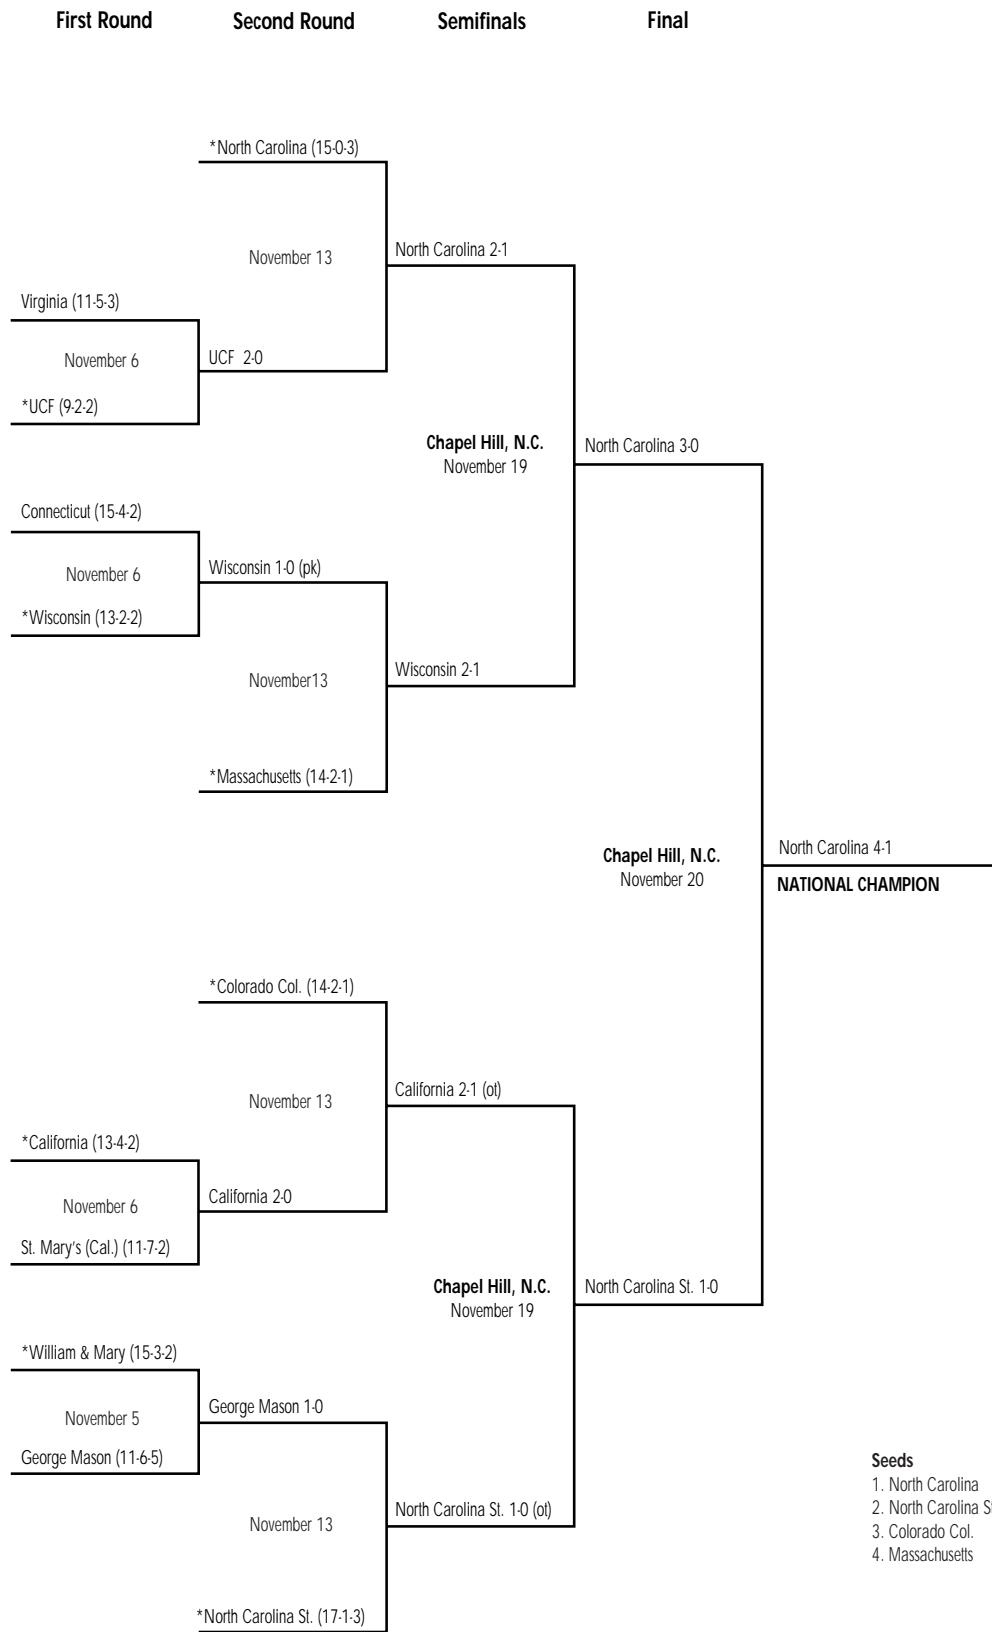 First Round Second Round Semifinals Final
*North Carolina (15-0-3)
November 13
North Carolina 2-1
Virginia (11-5-3)
November 6
UCF 2-0
*UCF (9-2-2)
Chapel Hill, N.C.
November 19
North Carolina 3-0
Connecticut (15-4-2)
November 6
Wisconsin 1-0 (pk)
*Wisconsin (13-2-2)
November13
Wisconsin 2-1
*Massachusetts (14-2-1)
Chapel Hill, N.C.
November 20
North Carolina 4-1
NATIONAL CHAMPION
*Colorado Col. (14-2-1)
November 13
California 2-1 (ot)
*California (13-4-2)
November 6
California 2-0
St. Mary's (Cal.) (11-7-2)
Chapel Hill, N.C.
November 19
North Carolina St. 1-0
*William & Mary (15-3-2)
November 5
George Mason 1-0
George Mason (11-6-5)
November 13
North Carolina St. 1-0 (ot)
*North Carolina St. (17-1-3)
Seeds
1. North Carolina
2. North Carolina S
3. Colorado Col.
4. Massachusetts